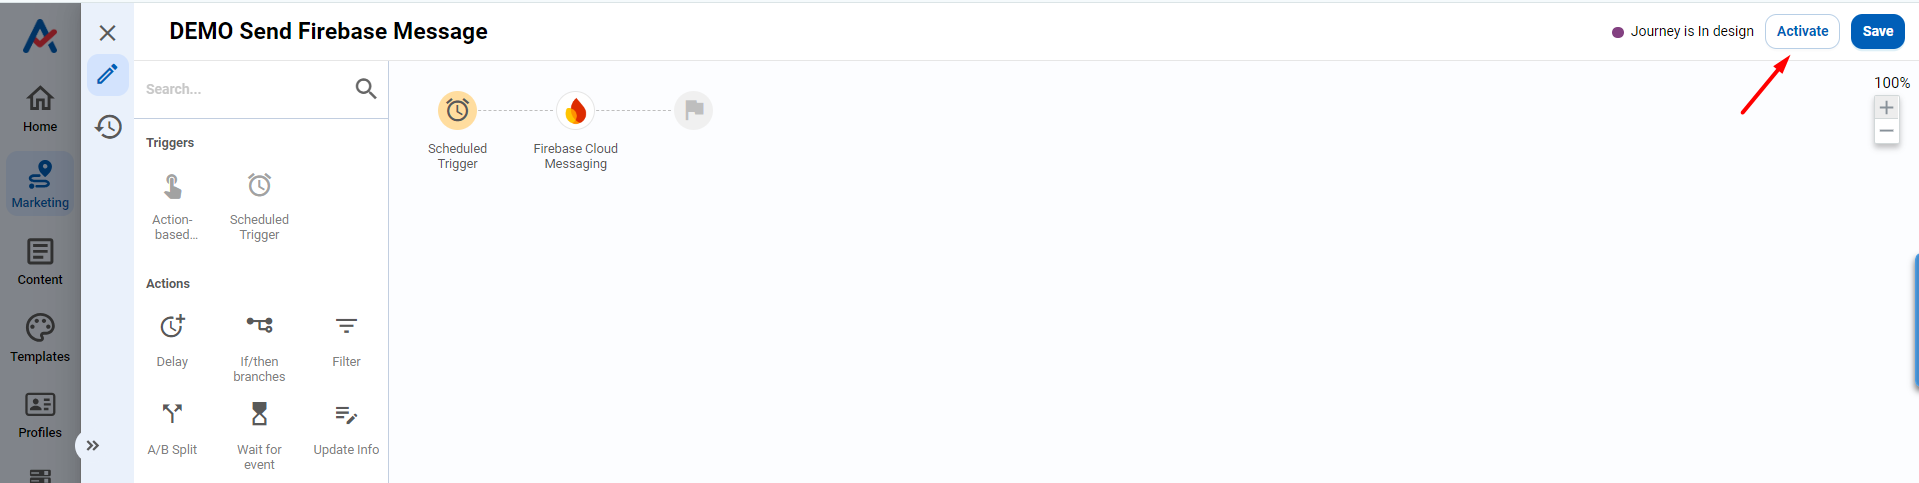 DEMO Send Firebase Message
Journey is In design
Activate
Save
Home
Marketing
Content
Templates
Profiles
Search...
Triggers
Action-
based...
Scheduled
Trigger
Actions
Delay
If/then
branches
Filter
A/B Split
Wait for
event
Update Info
Scheduled
Trigger
Firebase Cloud
Messaging
100%